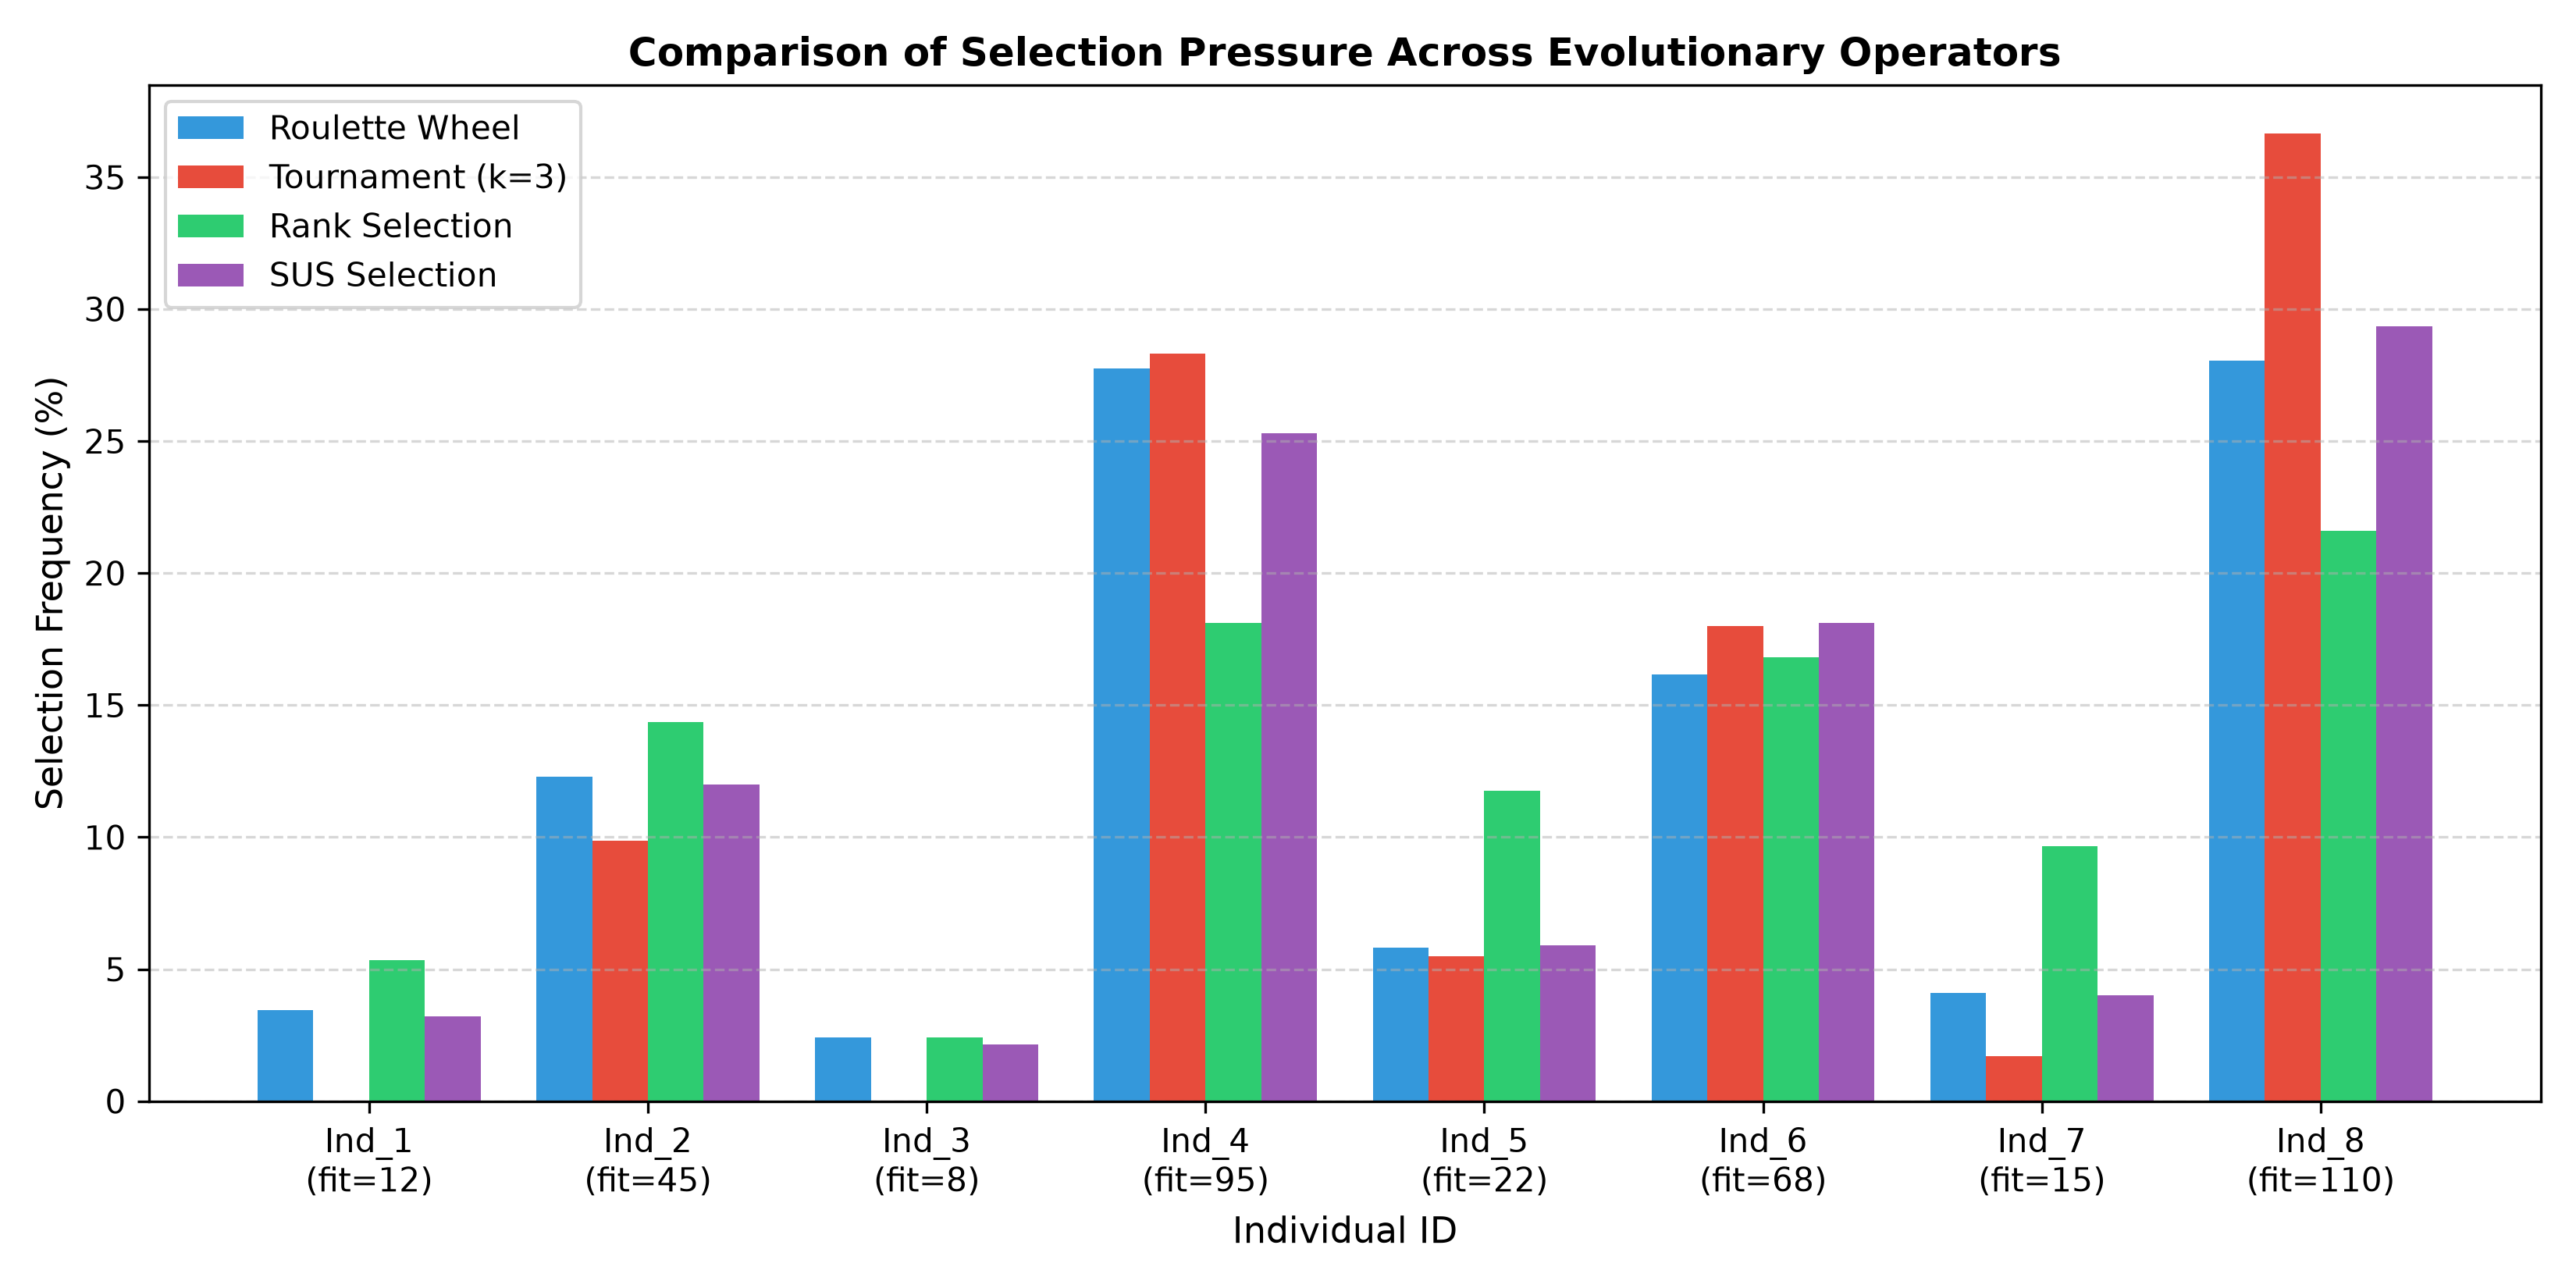 Comparison of Selection Pressure Across Evolutionary Operators
Roulette Wheel
Tournament (k=3)
Rank Selection
SUS Selection
Selection Frequency (%)
35
30
25
20
15
10
5
0
Ind_1 Ind_2 Ind_3 Ind_4 Ind_5 Ind_6 Ind_7 Ind_8
(fit=12) (fit=45) (fit=8) (fit=95) (fit=22) (fit=68) (fit=15) (fit=110)
Individual ID